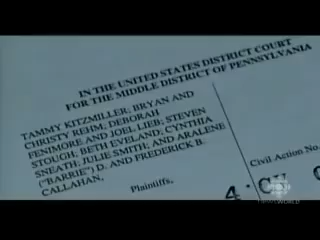 IN THE UNITED STATES DISTRICT COURT
FOR THE MIDDLE DISTRICT OF PENNSYLVANIA
TAMMY KITZMILLER; BRYAN AND
CHRISTY REHM; DEBORAH
FENIMORE AND JOEL LIEB; STEVEN
STOUGH; BETH EVELAND; CYNTHIA
SNEATH; JULIE SMITH; AND ARALENE
("BARRIE") D. AND FREDERICK B.
CALLAHAN,
Plaintiffs,
Civil Action No.
4
WORLD